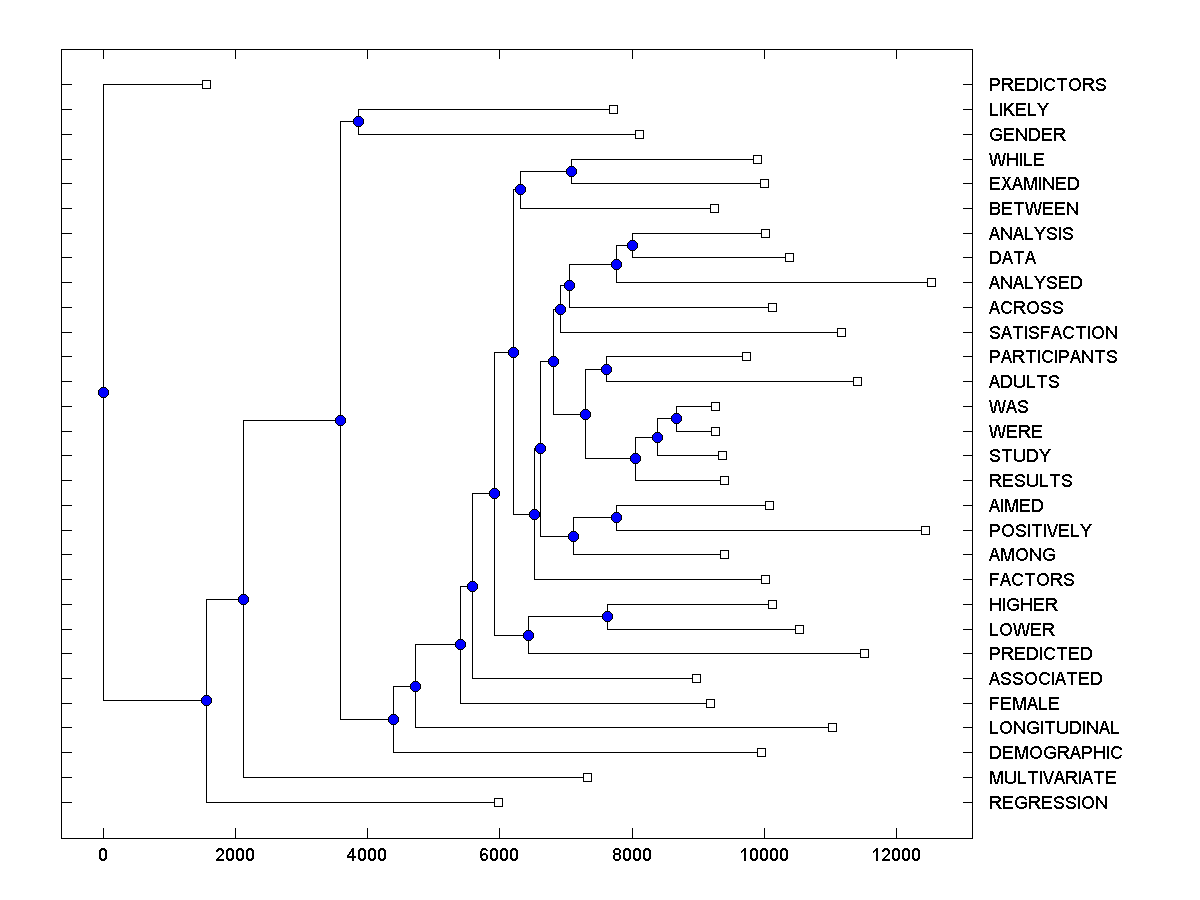 PREDICTORS
LIKELY
GENDER
WHILE
EXAMINED
BETWEEN
ANALYSIS
DATA
ANALYSED
ACROSS
SATISFACTION
PARTICIPANTS
ADULTS
WAS
WERE
STUDY
RESULTS
AIMED
POSITIVELY
AMONG
FACTORS
HIGHER
LOWER
PREDICTED
ASSOCIATED
FEMALE
LONGITUDINAL
DEMOGRAPHIC
MULTIVARIATE
REGRESSION
0 2000 4000 6000 8000 10000 12000